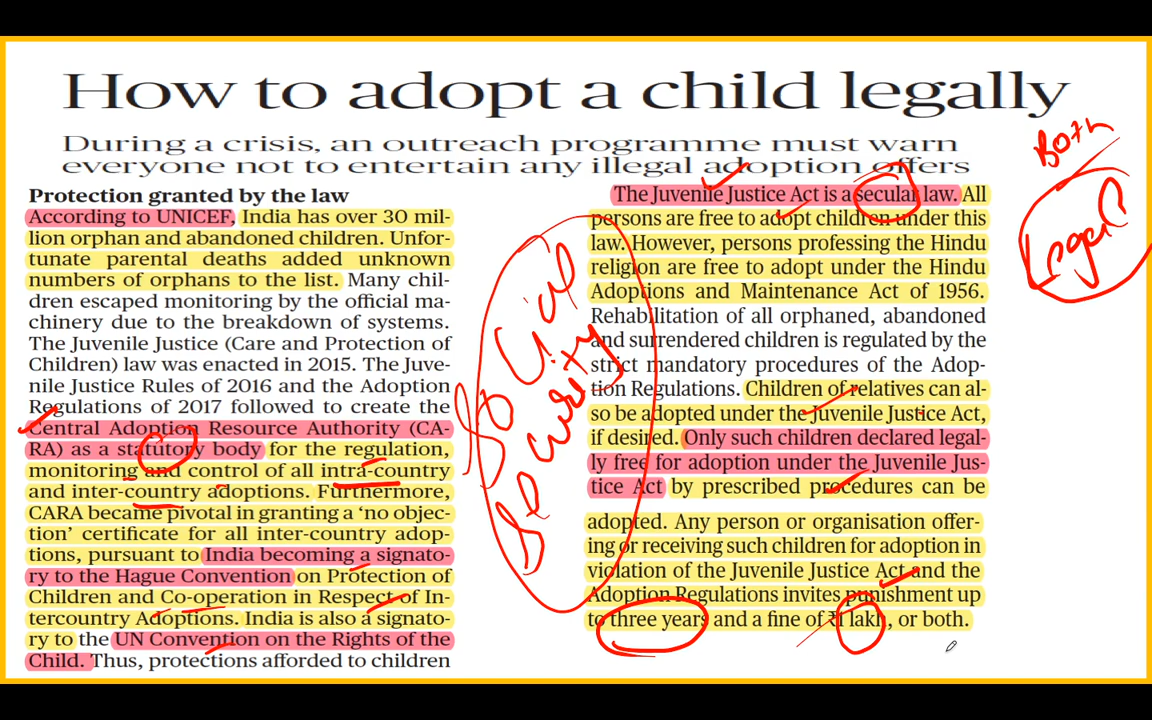 How to adopt a child legally
During a crisis, an outreach programme must warn
everyone not to entertain any illegal adoption offers
Protection granted by the law
According to UNICEF, India has over 30 mil-
lion orphan and abandoned children. Unfor-
tunate parental deaths added unknown
numbers of orphans to the list. Many chil-
dren escaped monitoring by the official ma-
chinery due to the breakdown of systems.
The Juvenile Justice (Care and Protection of
Children) law was enacted in 2015. The Juve-
nile Justice Rules of 2016 and the Adoption
Regulations of 2017 followed to create the
Central Adoption Resource Authority (CA-
RA) as a statutory body for the regulation,
monitoring and control of all intra-country
and inter-country adoptions. Furthermore,
CARA became pivotal in granting a ‘no objec-
tion’ certificate for all inter-country adop-
tions, pursuant to India becoming a signato-
ry to the Hague Convention on Protection of
Children and Co-operation in Respect of In-
tercountry Adoptions. India is also a signato-
ry to the UN Convention on the Rights of the
Child. Thus, protections afforded to children
The Juvenile Justice Act is a secular law. All
persons are free to adopt children under this
law. However, persons professing the Hindu
religion are free to adopt under the Hindu
Adoptions and Maintenance Act of 1956.
Rehabilitation of all orphaned, abandoned
and surrendered children is regulated by the
strict mandatory procedures of the Adop-
tion Regulations. Children of relatives can al-
so be adopted under the Juvenile Justice Act,
if desired. Only such children declared legal-
ly free for adoption under the Juvenile Jus-
tice Act by prescribed procedures can be
adopted. Any person or organisation offer-
ing or receiving such children for adoption in
violation of the Juvenile Justice Act and the
Adoption Regulations invites punishment up
to three years and a fine of ₹1 lakh, or both.
Social
Security
Both
Legal